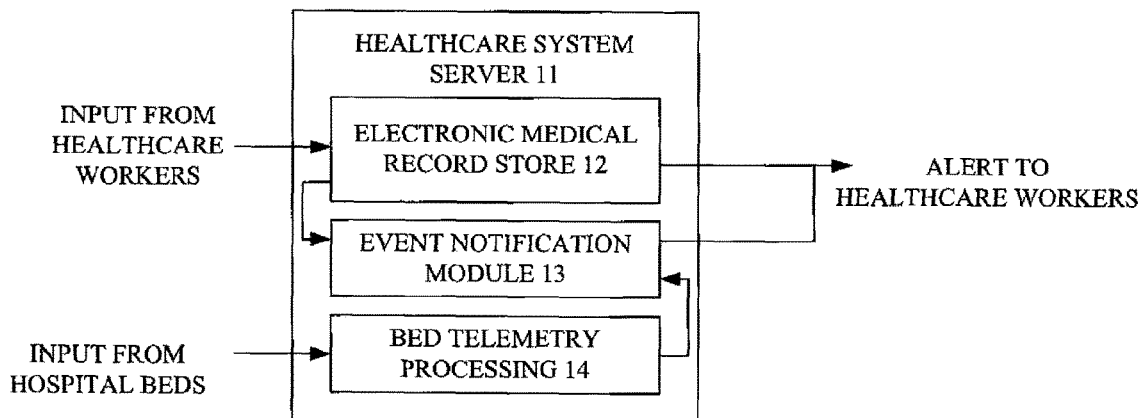 HEALTHCARE SYSTEM
SERVER 11
INPUT FROM
HEALTHCARE
WORKERS
ELECTRONIC MEDICAL
RECORD STORE 12
ALERT TO
HEALTHCARE WORKERS
EVENT NOTIFICATION
MODULE 13
INPUT FROM
HOSPITAL BEDS
BED TELEMETRY
PROCESSING 14